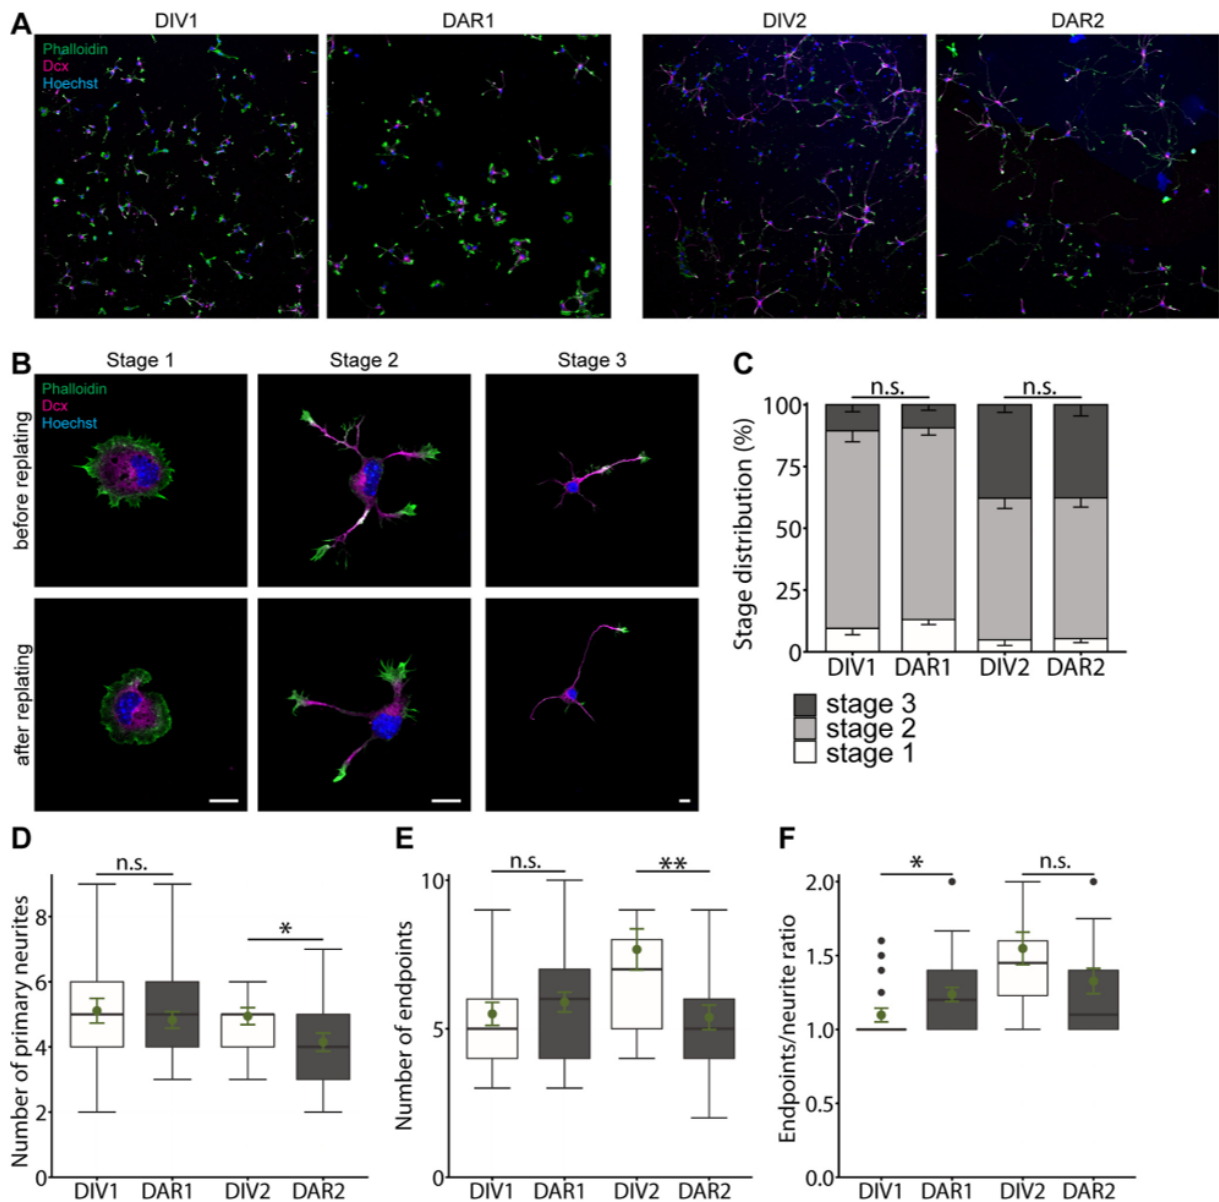 A
DIV1 DAR1 DIV2 DAR2
Phalloidin
Dcx
Hoechst
B
Stage 1 Stage 2 Stage 3
Phalloidin
Dcx
Hoechst
before replating
after replating
C
n.s. n.s.
Stage distribution (%)
100
75
50
25
0
DIV1 DAR1 DIV2 DAR2
stage 3
stage 2
stage 1
D
n.s.
*
Number of primary neurites
8
6
4
2
0
DIV1 DAR1 DIV2 DAR2
E
n.s. **
Number of endpoints
10
5
0
DIV1 DAR1 DIV2 DAR2
F
* n.s.
Endpoints/neurite ratio
2.0
1.5
1.0
0.5
0.0
DIV1 DAR1 DIV2 DAR2